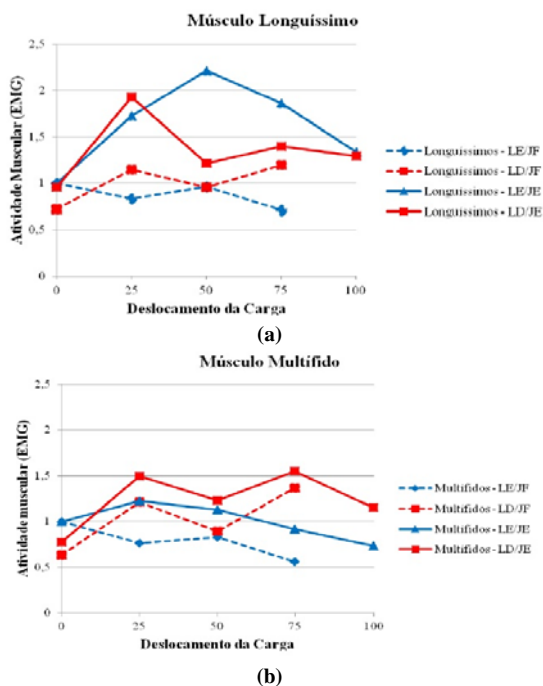 Músculo Longuíssimo
Atividade Muscular (EMG)
2,5
2
1,5
1
0,5
0
0 25 50 75 100
Deslocamento da Carga
Longuíssimos - LE/JF
Longuíssimos - LD/JF
Longuíssimos - LE/JE
Longuíssimos - LD/JE
(a)
Músculo Multífido
Atividade muscular (EMG)
2,5
2
1,5
1
0,5
0
0 25 50 75 100
Deslocamento da Carga
Multífidos - LE/JF
Multífidos - LD/JF
Multífidos - LE/JE
Multífidos - LD/JE
(b)